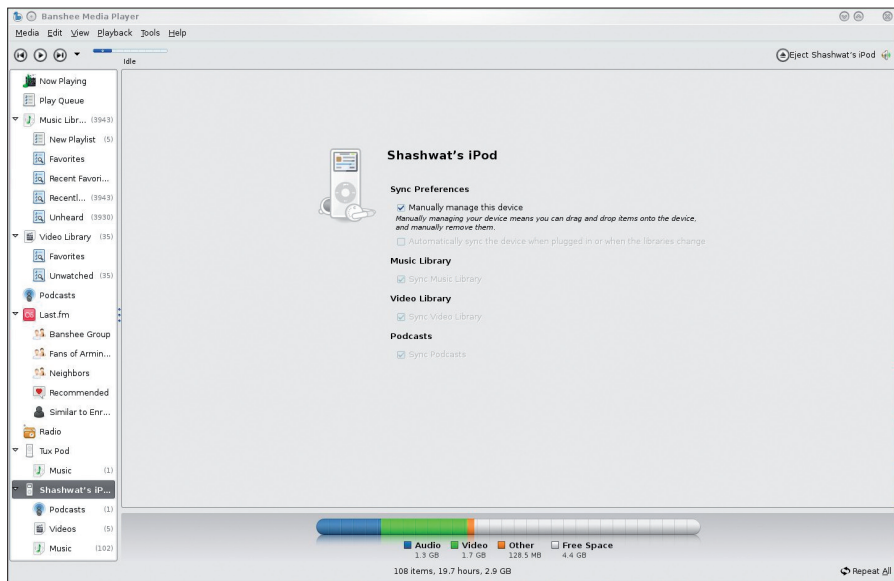 Banshee Media Player
Media Edit View Playback Tools Help
Idle
Eject Shashwat's iPod
Now Playing
Play Queue
Music Libr... (3943)
New Playlist (5)
Favorites
Recent Favori...
Recentl... (3943)
Unheard (3930)
Video Library (35)
Favorites
Unwatched (35)
Podcasts
Last.fm
Banshee Group
Fans of Armin...
Neighbors
Recommended
Similar to Enr...
Radio
Tux Pod
Music (1)
Shashwat's iP...
Podcasts (1)
Videos (5)
Music (102)
Shashwat's iPod
Sync Preferences
Manually manage this device
Manually managing your device means you can drag and drop items onto the device,
and manually remove them.
Automatically sync the device when plugged in or when the libraries change
Music Library
Sync Music Library
Video Library
Sync Video Library
Podcasts
Sync Podcasts
Audio Video Other Free Space
1.3 GB 1.7 GB 128.5 MB 4.4 GB
108 items, 19.7 hours, 2.9 GB
Repeat All